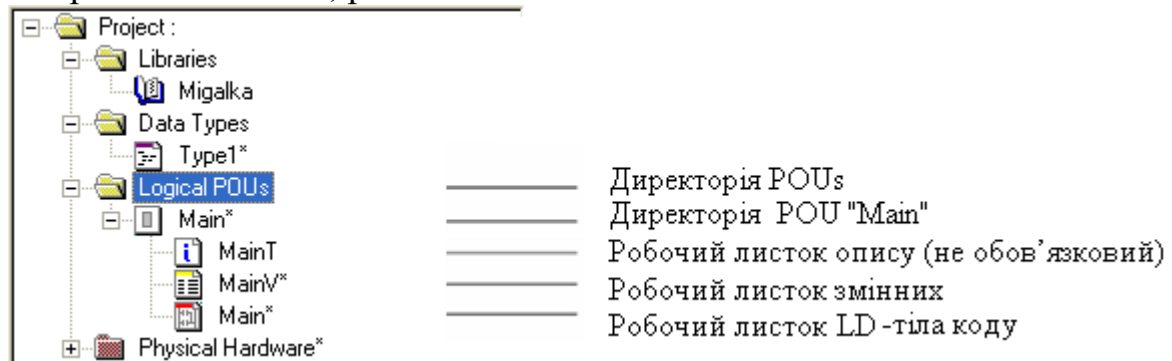 Project :
Libraries
Migalka
Data Types
Type1*
Logical POUs
Директорія POUs
Main*
Директорія POU "Main"
MainT
Робочий листок опису (не обов’язковий)
MainV*
Робочий листок змінних
Main*
Робочий листок LD -тіла коду
Physical Hardware*